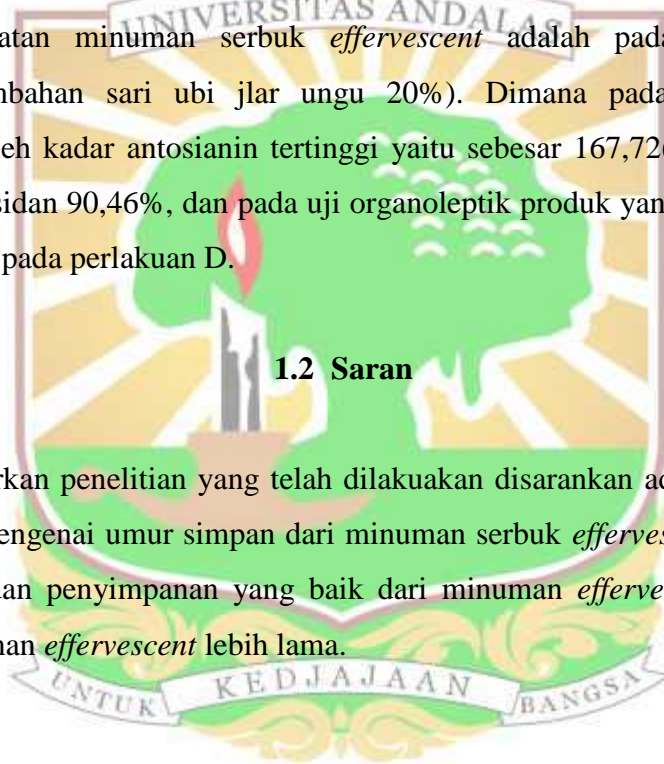 UNIVERSITAS ANDALAS
atan minuman serbuk effervescent adalah pada
nbahan sari ubi jlar ungu 20%). Dimana pada
eh kadar antosianin tertinggi yaitu sebesar 167,726
sidan 90,46%, dan pada uji organoleptik produk yan
pada perlakuan D.
1.2 Saran
rkan penelitian yang telah dilakuakan disarankan ad
engenai umur simpan dari minuman serbuk efferves
dan penyimpanan yang baik dari minuman efferve
nan effervescent lebih lama.
UNTUK KEDJAJAAN BANGSA